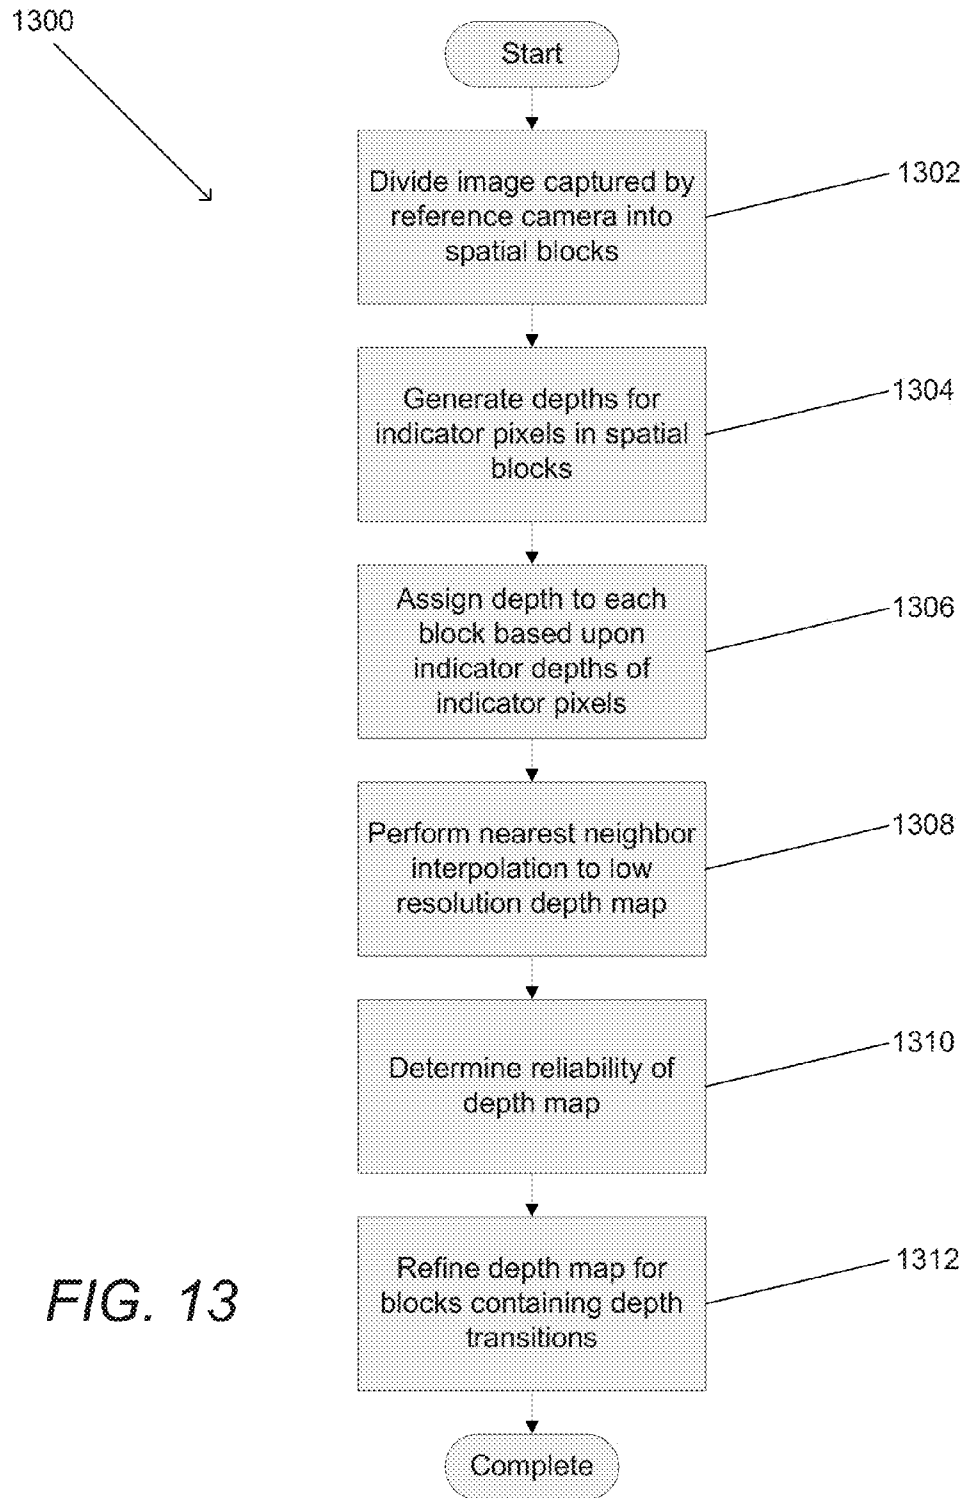 1300
Start
Divide image captured by
reference camera into
spatial blocks
1302
Generate depths for
indicator pixels in spatial
blocks
1304
Assign depth to each
block based upon
indicator depths of
indicator pixels
1306
Perform nearest neighbor
interpolation to low
resolution depth map
1308
Determine reliability of
depth map
1310
Refine depth map for
blocks containing depth
transitions
1312
Complete
FIG. 13